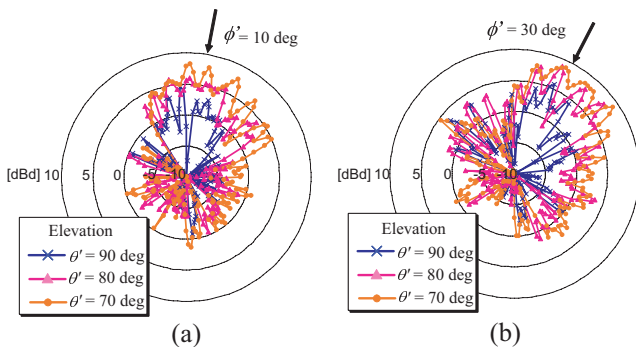 ϕ' = 10 deg
[dBd] 10 5 0 -5 -10
Elevation
θ' = 90 deg
θ' = 80 deg
θ' = 70 deg
(a)
ϕ' = 30 deg
[dBd] 10 5 0 -5 -10
Elevation
θ' = 90 deg
θ' = 80 deg
θ' = 70 deg
(b)